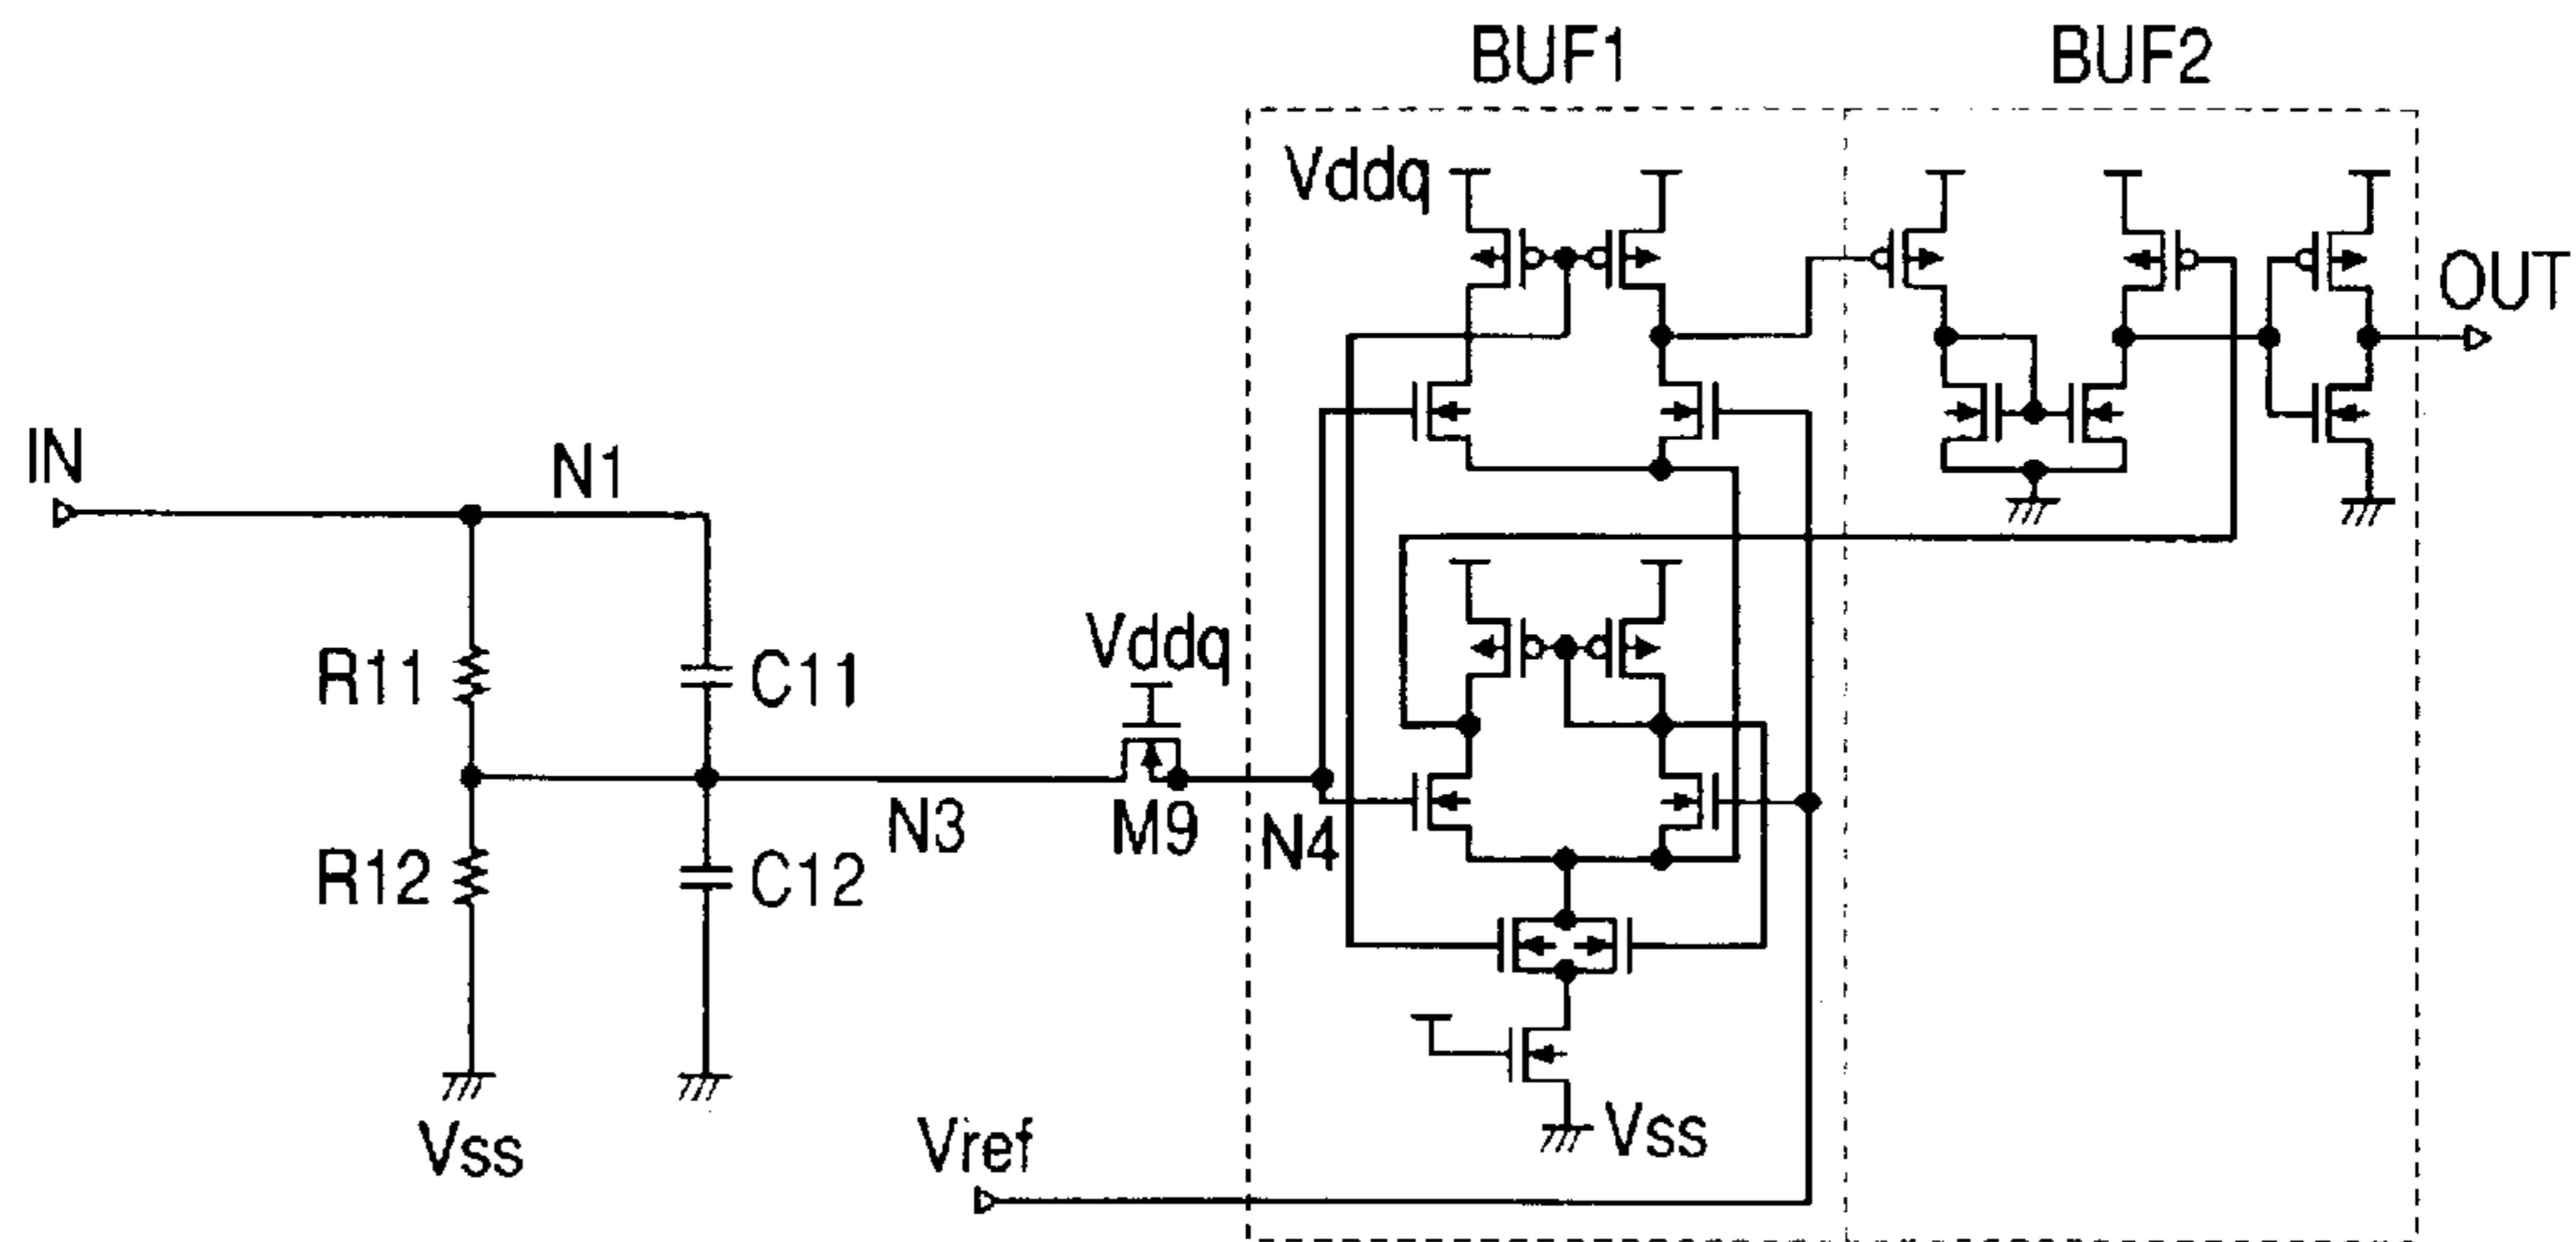 BUF1
BUF2
Vddq
OUT
IN
N1
R11
C11
Vddq
N3
M9
N4
R12
C12
Vss
Vref
Vss